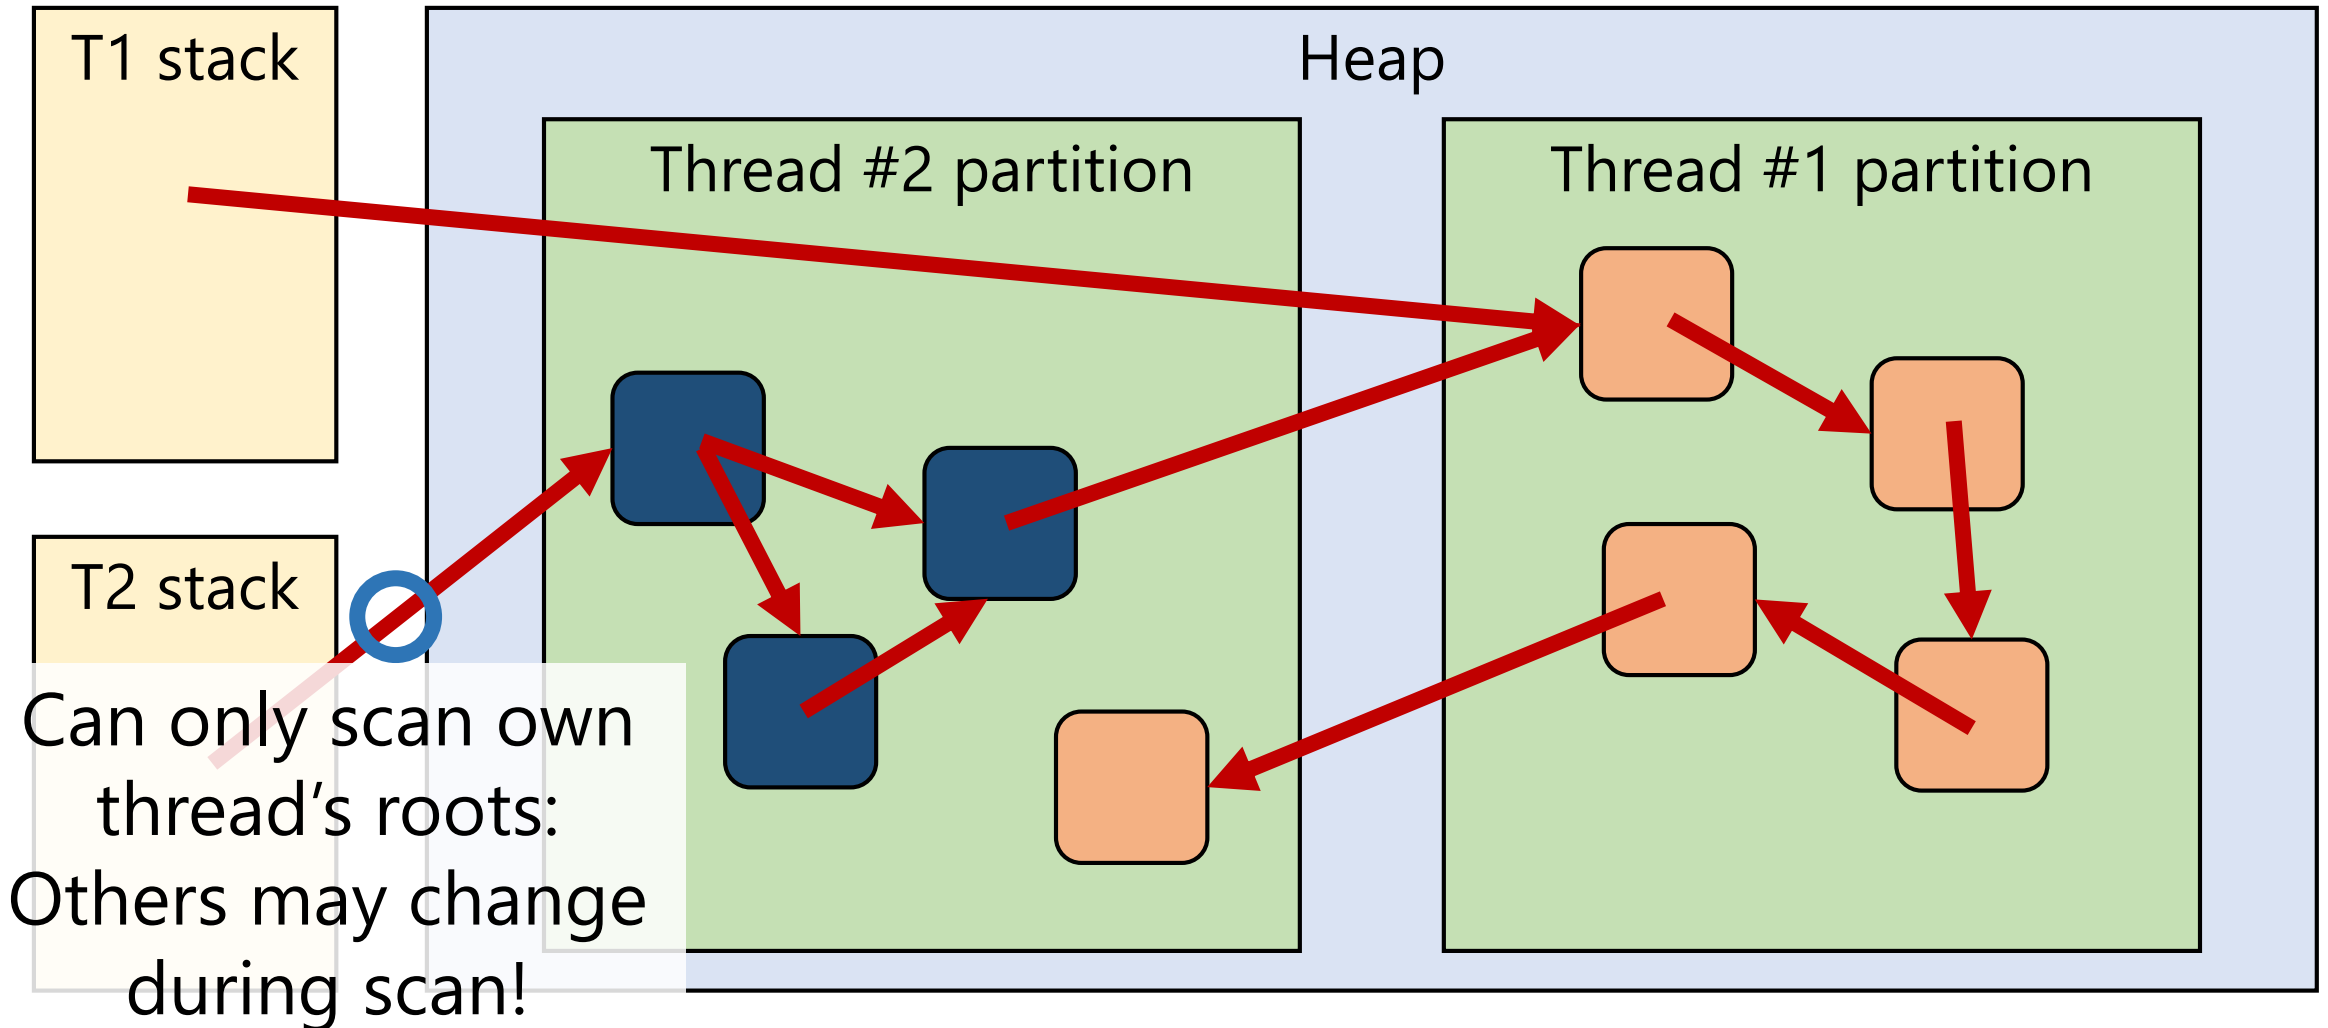 T1 stack
Heap
Thread #2 partition
Thread #1 partition
T2 stack
Can only scan own
thread’s roots:
Others may change
during scan!